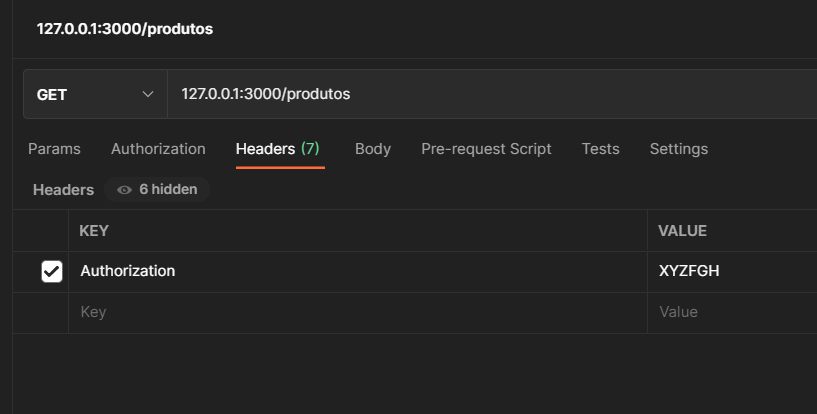 127.0.0.1:3000/produtos
GET 127.0.0.1:3000/produtos
Params Authorization Headers (7) Body Pre-request Script Tests Settings
Headers 6 hidden
KEY VALUE
Authorization XYZFGH
Key Value